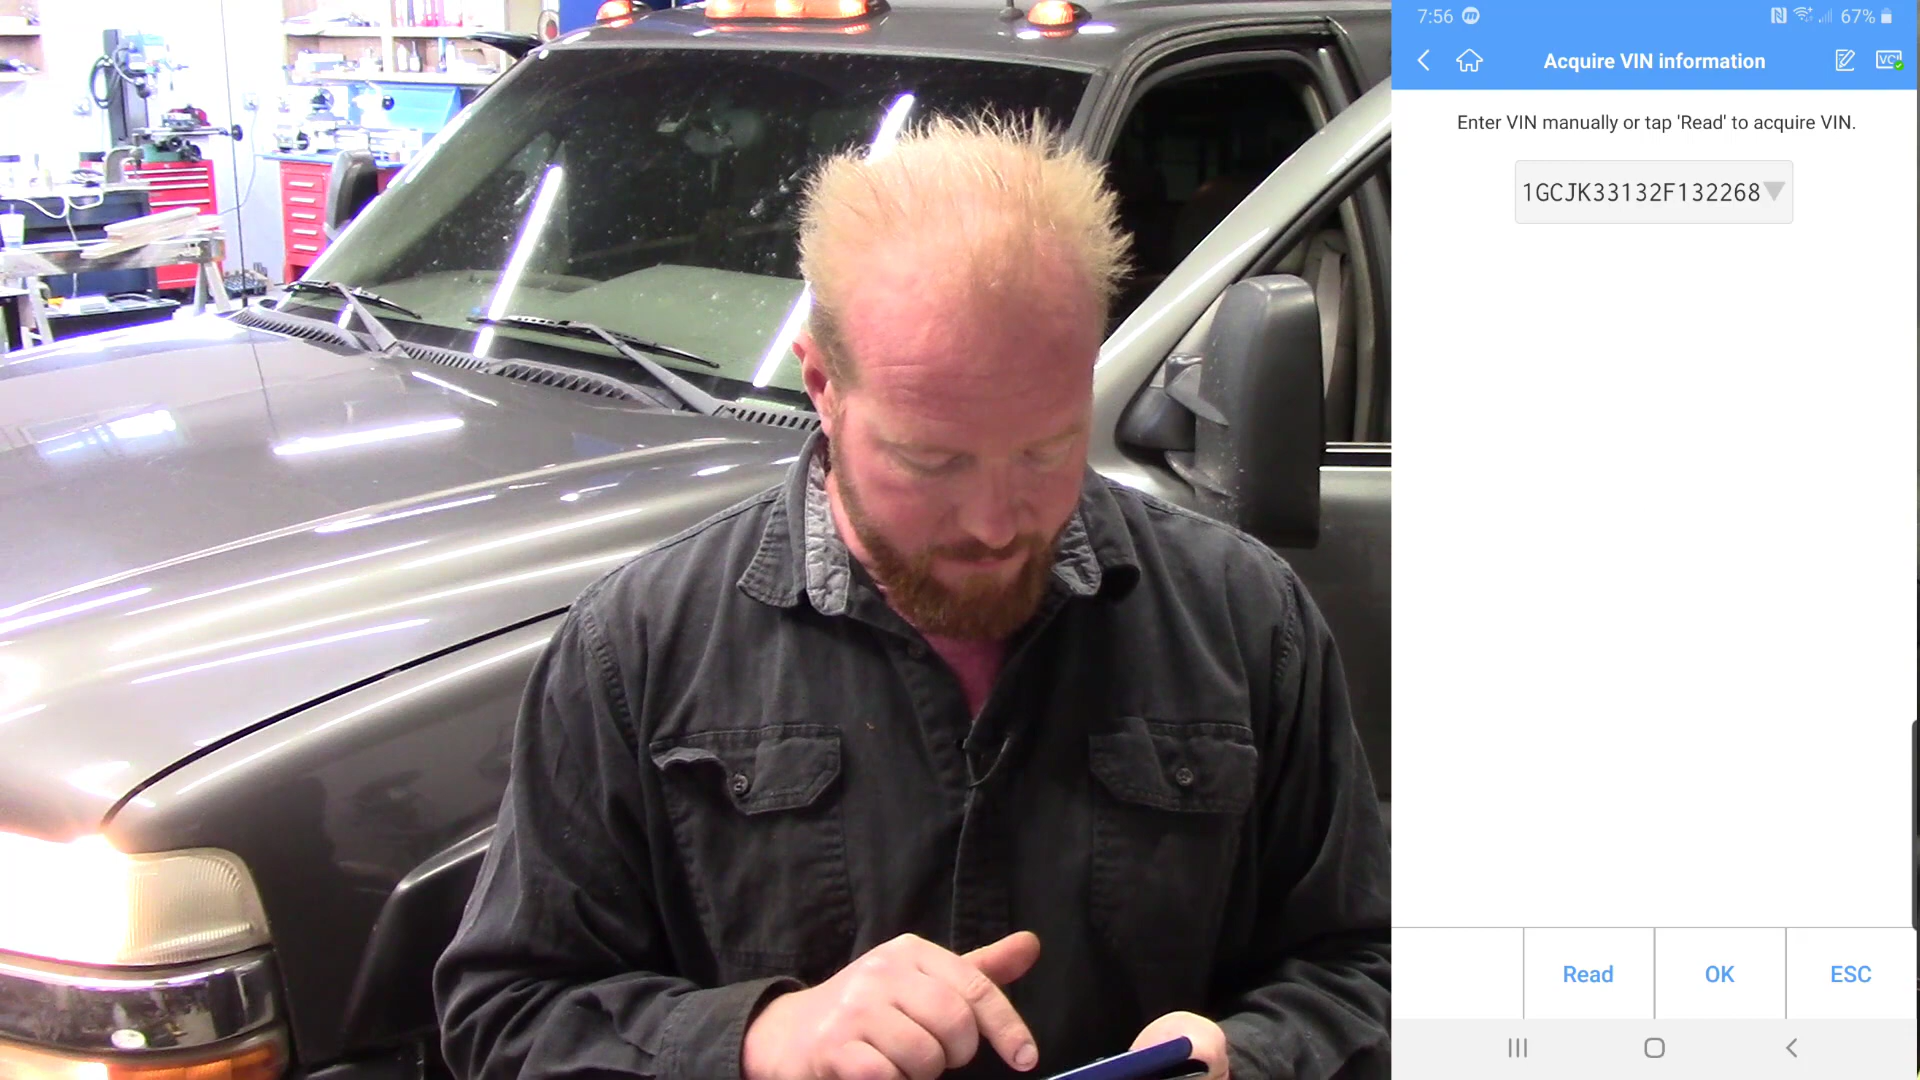 7:56
67%
Acquire VIN information
VCI
Enter VIN manually or tap 'Read' to acquire VIN.
1GCJK33132F132268
Read
OK
ESC